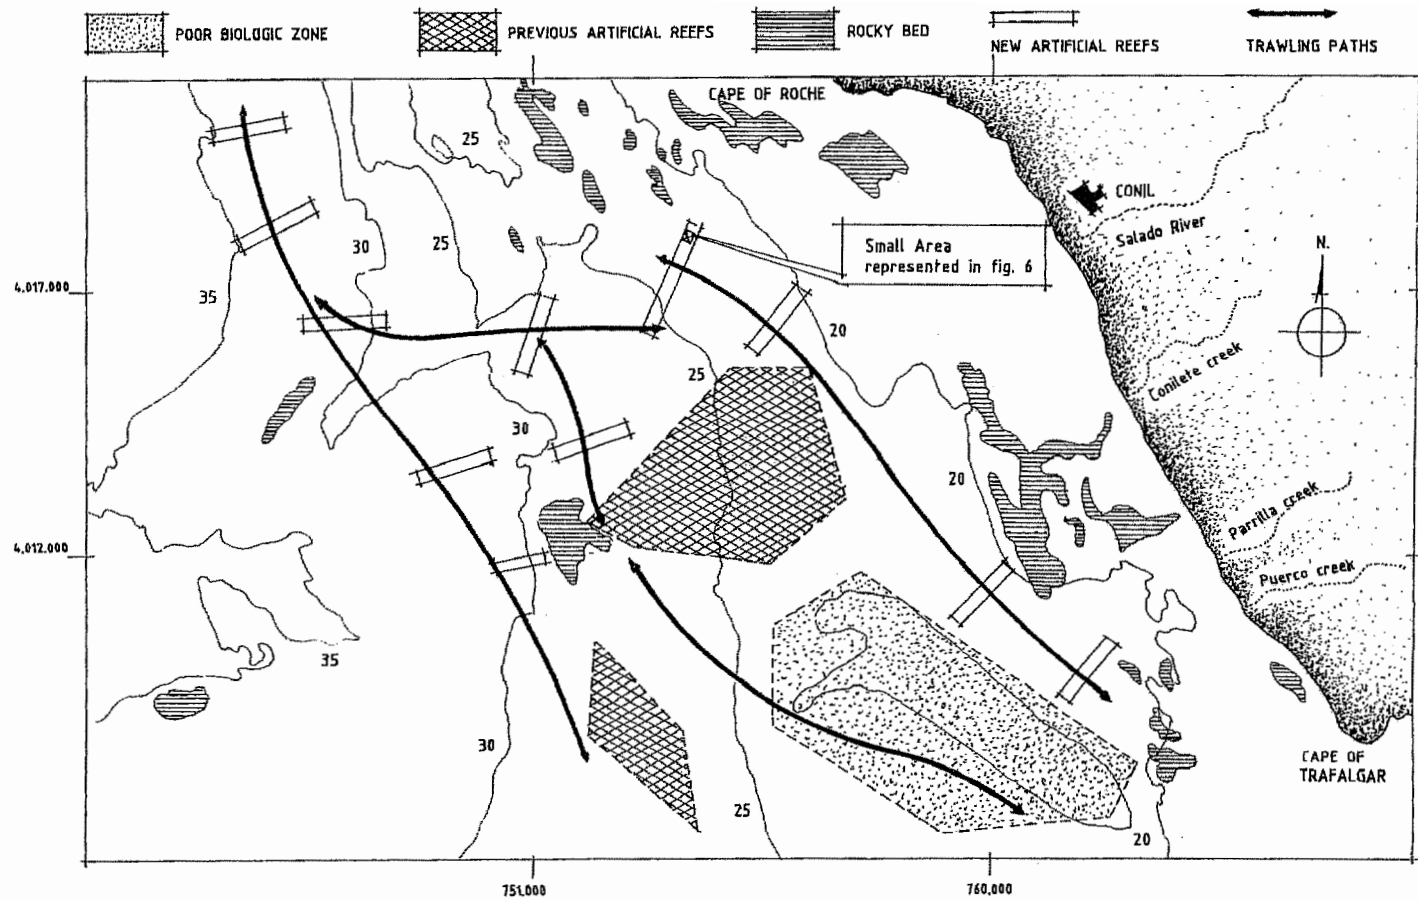 POOR BIOLOGIC ZONE
PREVIOUS ARTIFICIAL REEFS
ROCKY BED
NEW ARTIFICIAL REEFS
TRAWLING PATHS
CAPE OF ROCHE
25
CONIL
Salado River
30
25
Small Area
represented in fig. 6
N.
4.017.000
35
20
Conilete creek
25
30
20
Parrilla creek
4.012.000
Puerco creek
35
30
CAPE OF
TRAFALGAR
25
20
751,000
760,000